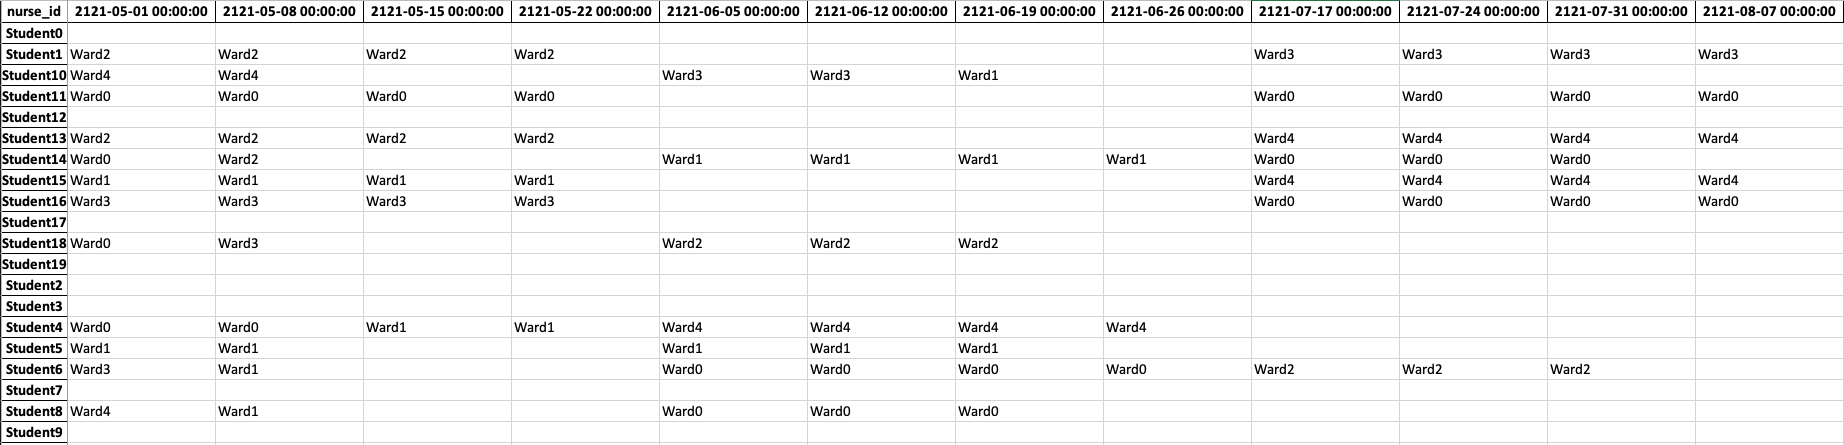 nurse_id 2121-05-01 00:00:00 2121-05-08 00:00:00 2121-05-15 00:00:00 2121-05-22 00:00:00 2121-06-05 00:00:00 2121-06-12 00:00:00 2121-06-19 00:00:00 2121-06-26 00:00:00 2121-07-17 00:00:00 2121-07-24 00:00:00 2121-07-31 00:00:00 2121-08-07 00:00:00
Student0
Student1 Ward2 Ward2 Ward2 Ward2 Ward3 Ward3 Ward3 Ward3
Student10 Ward4 Ward4 Ward3 Ward3 Ward1
Student11 Ward0 Ward0 Ward0 Ward0 Ward0 Ward0 Ward0 Ward0
Student12
Student13 Ward2 Ward2 Ward2 Ward2 Ward4 Ward4 Ward4 Ward4
Student14 Ward0 Ward2 Ward1 Ward1 Ward1 Ward1 Ward0 Ward0 Ward0
Student15 Ward1 Ward1 Ward1 Ward1 Ward4 Ward4 Ward4 Ward4
Student16 Ward3 Ward3 Ward3 Ward3 Ward0 Ward0 Ward0 Ward0
Student17
Student18 Ward0 Ward3 Ward2 Ward2 Ward2
Student19
Student2
Student3
Student4 Ward0 Ward0 Ward1 Ward1 Ward4 Ward4 Ward4 Ward4
Student5 Ward1 Ward1 Ward1 Ward1 Ward1
Student6 Ward3 Ward1 Ward0 Ward0 Ward0 Ward0 Ward2 Ward2 Ward2
Student7
Student8 Ward4 Ward1 Ward0 Ward0 Ward0
Student9